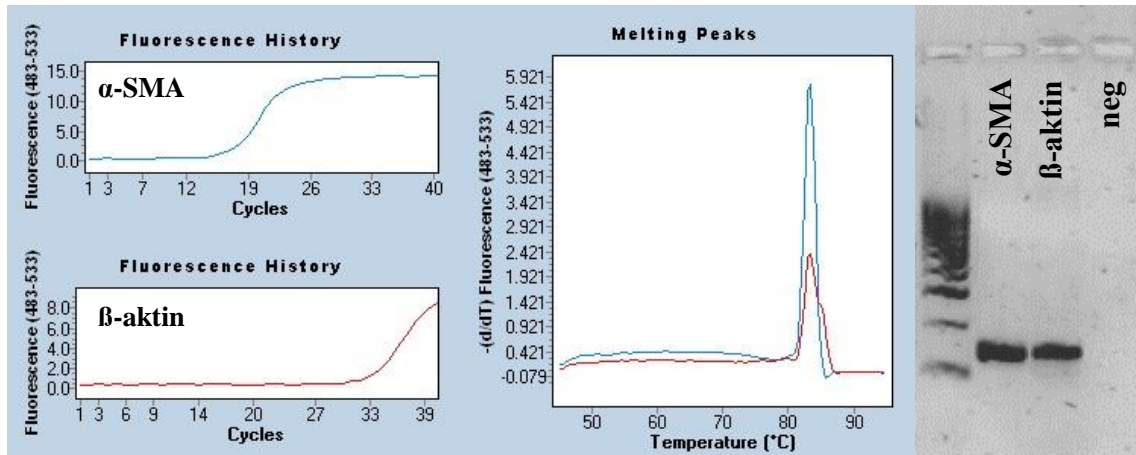 Fluorescence History
Fluorescence (483-533)
15.0
10.0
5.0
0.0
α-SMA
1 3 7 12 19 26 33 40
Cycles
Fluorescence History
Fluorescence (483-533)
8.0
6.0
4.0
2.0
0.0
ß-aktin
1 3 6 9 14 20 27 33 39
Cycles
Melting Peaks
-(d/dT) Fluorescence (483-533)
5.921
5.421
4.921
4.421
3.921
3.421
2.921
2.421
1.921
1.421
0.921
0.421
-0.079
50 60 70 80 90
Temperature (°C)
α-SMA
ß-aktin
neg